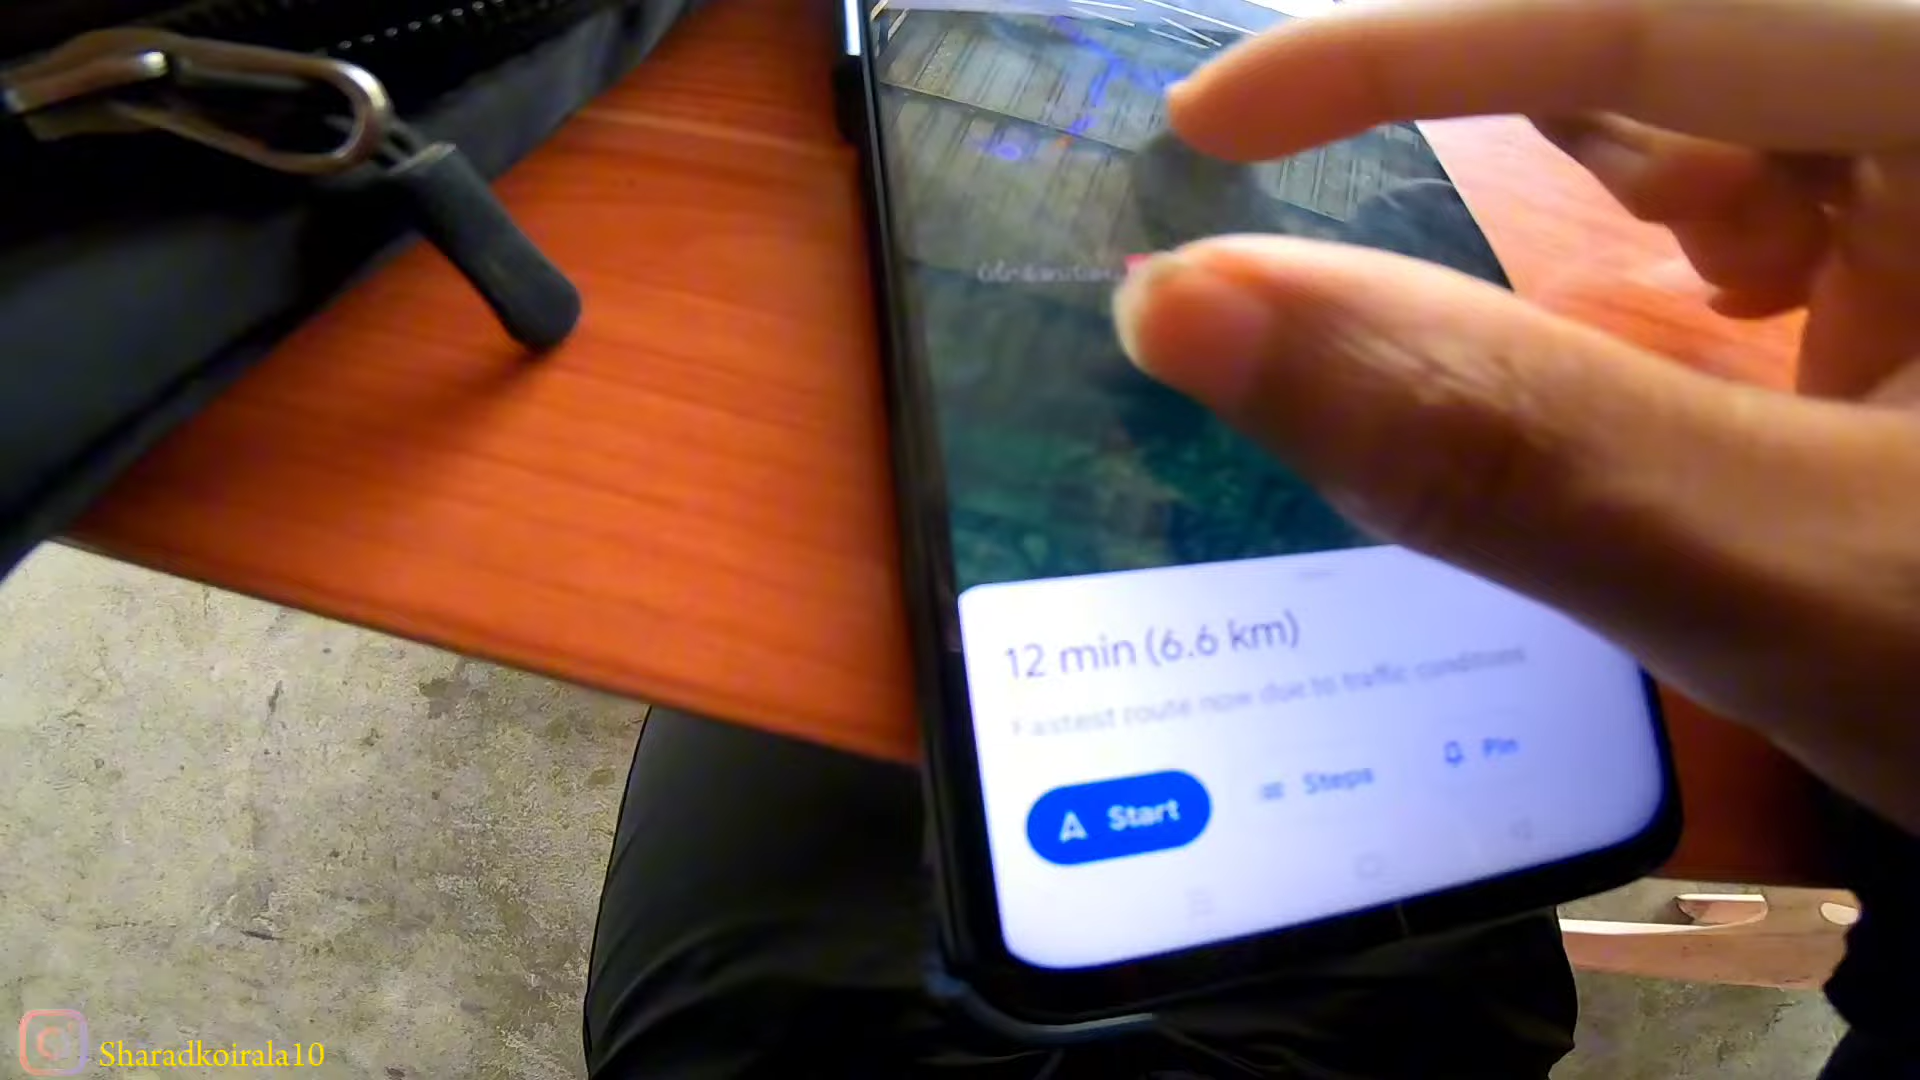 12 min (6.6 km)
Fastest route now due to traffic conditions
Start
Steps
Pin
Sharadkoirala10